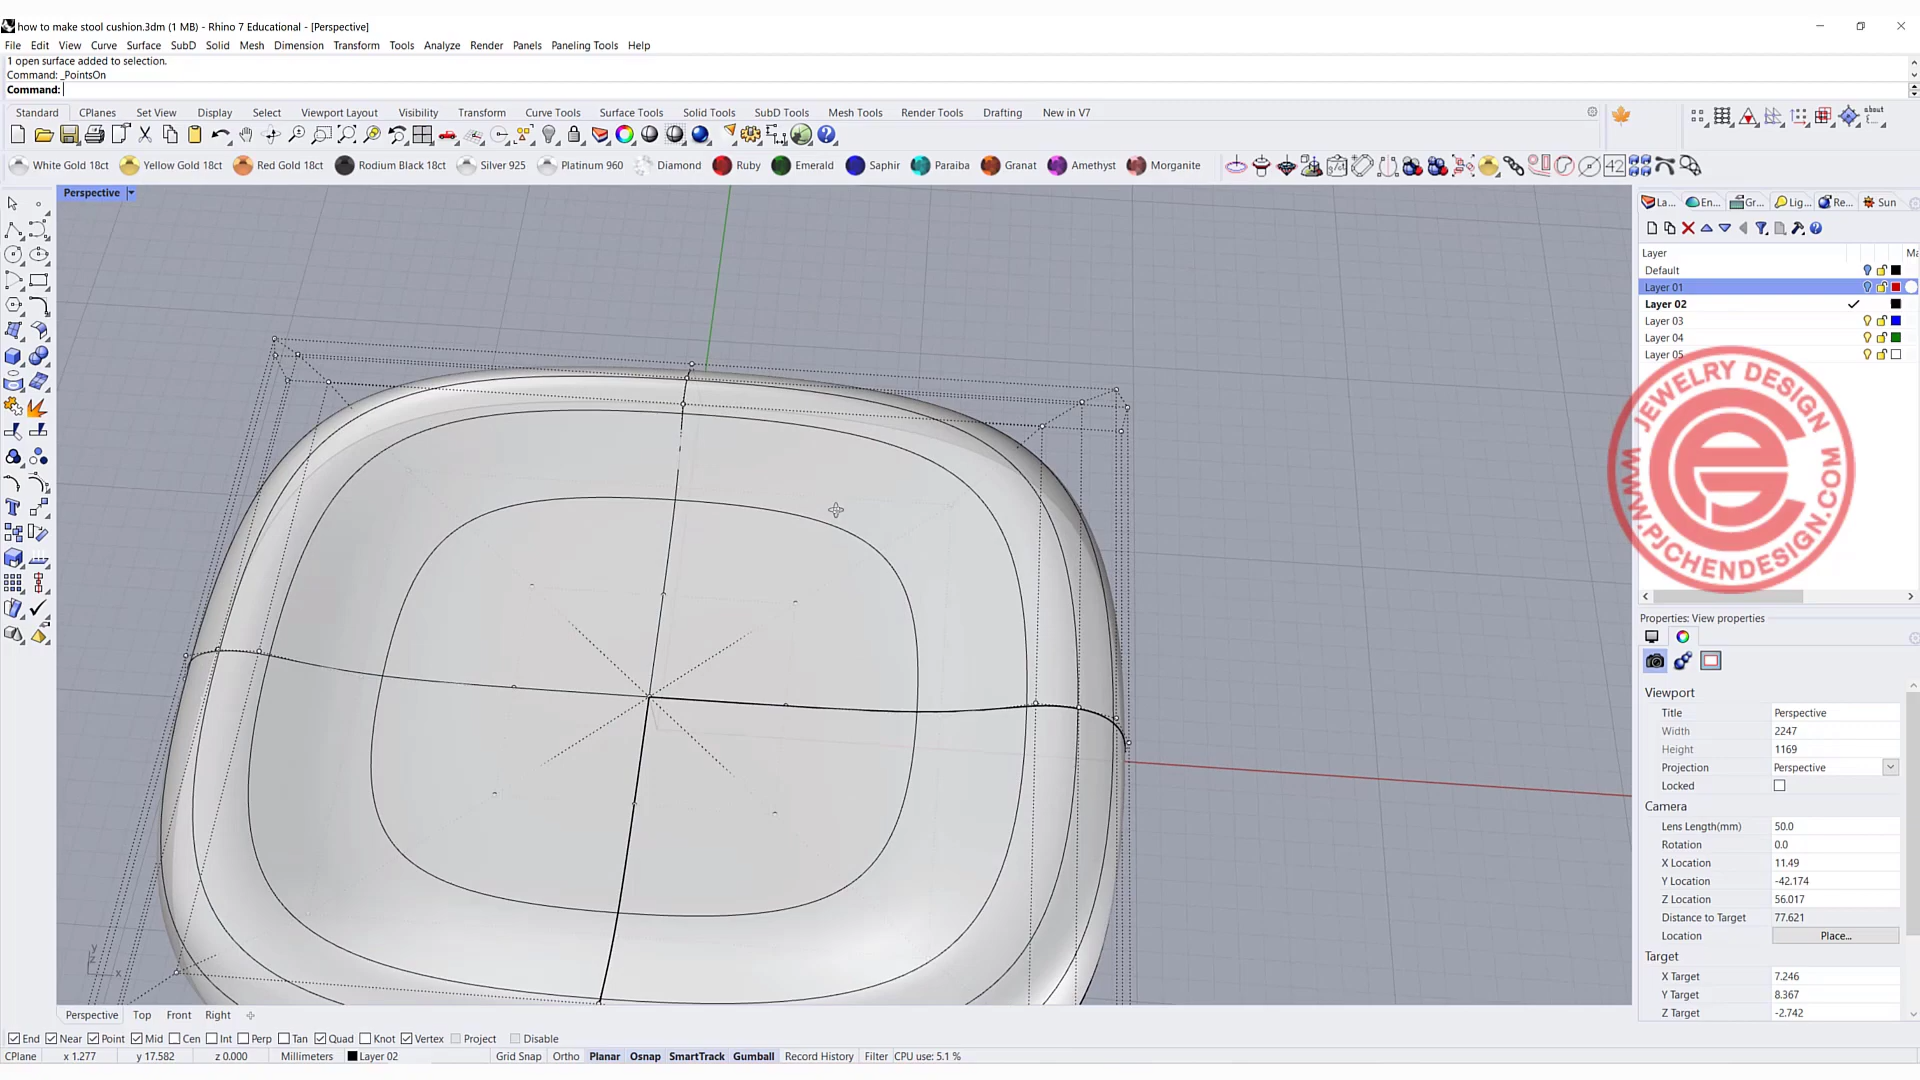 how to make stool cushion.3dm (1 MB) - Rhino 7 Educational - [Perspective]
File Edit View Curve Surface SubD Solid Mesh Dimension Transform Tools Analyze Render Panels Paneling Tools Help
1 open surface added to selection.
Command: _PointsOn
Command:
Standard CPlanes Set View Display Select Viewport Layout Visibility Transform Curve Tools Surface Tools Solid Tools SubD Tools Mesh Tools Render Tools Drafting New in V7
about
White Gold 18ct Yellow Gold 18ct Red Gold 18ct Rodium Black 18ct Silver 925 Platinum 960 Diamond Ruby Emerald Saphir Paraiba Granat Amethyst Morganite
42
Perspective
La... En... Gr... Lig... Re... Sun
Layer Ma
Default
Layer 01
Layer 02
Layer 03
Layer 04
Layer 05
JEWELRY DESIGN
WWW.PJCHENDESIGN.COM
Properties: View properties
Viewport
Title Perspective
Width 2247
Height 1169
Projection Perspective
Locked
Camera
Lens Length(mm) 50.0
Rotation 0.0
X Location 11.49
Y Location -42.174
Z Location 56.017
Distance to Target 77.621
Location Place...
Target
X Target 7.246
Y Target 8.367
Z Target -2.742
y
z
x
Perspective Top Front Right
End Near Point Mid Cen Int Perp Tan Quad Knot Vertex Project Disable
CPlane x 1.277 y 17.582 z 0.000 Millimeters Layer 02 Grid Snap Ortho Planar Osnap SmartTrack Gumball Record History Filter CPU use: 5.1 %